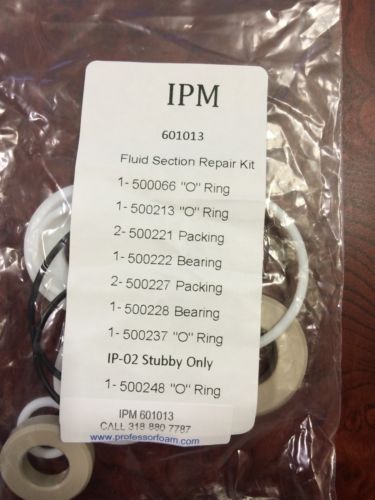 IPM
601013
Fluid Section Repair Kit
1- 500066 "O" Ring
1- 500213 "O" Ring
2- 500221 Packing
1- 500222 Bearing
2- 500227 Packing
1- 500228 Bearing
1- 500237 "O" Ring
IP-02 Stubby Only
1- 500248 "O" Ring
IPM 601013
CALL 318 880 7787
www.professorfoam.com